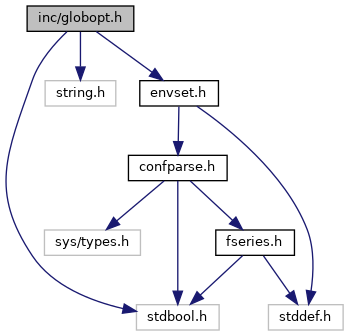 inc/globopt.h
string.h
envset.h
confparse.h
sys/types.h
fseries.h
stdbool.h
stddef.h